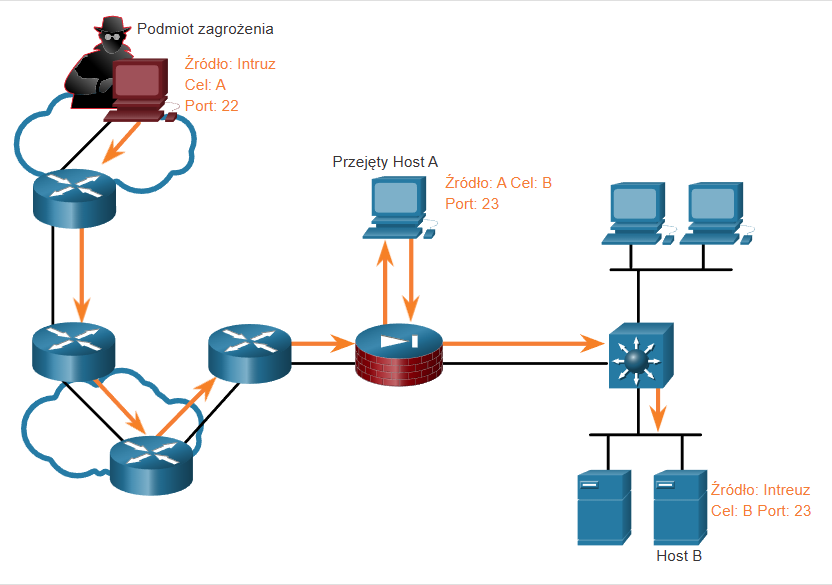 Podmiot zagrożenia
Źródło: Intruz
Cel: A
Port: 22
Przejęty Host A
Źródło: A Cel: B
Port: 23
Źródło: Intreuz
Cel: B Port: 23
Host B